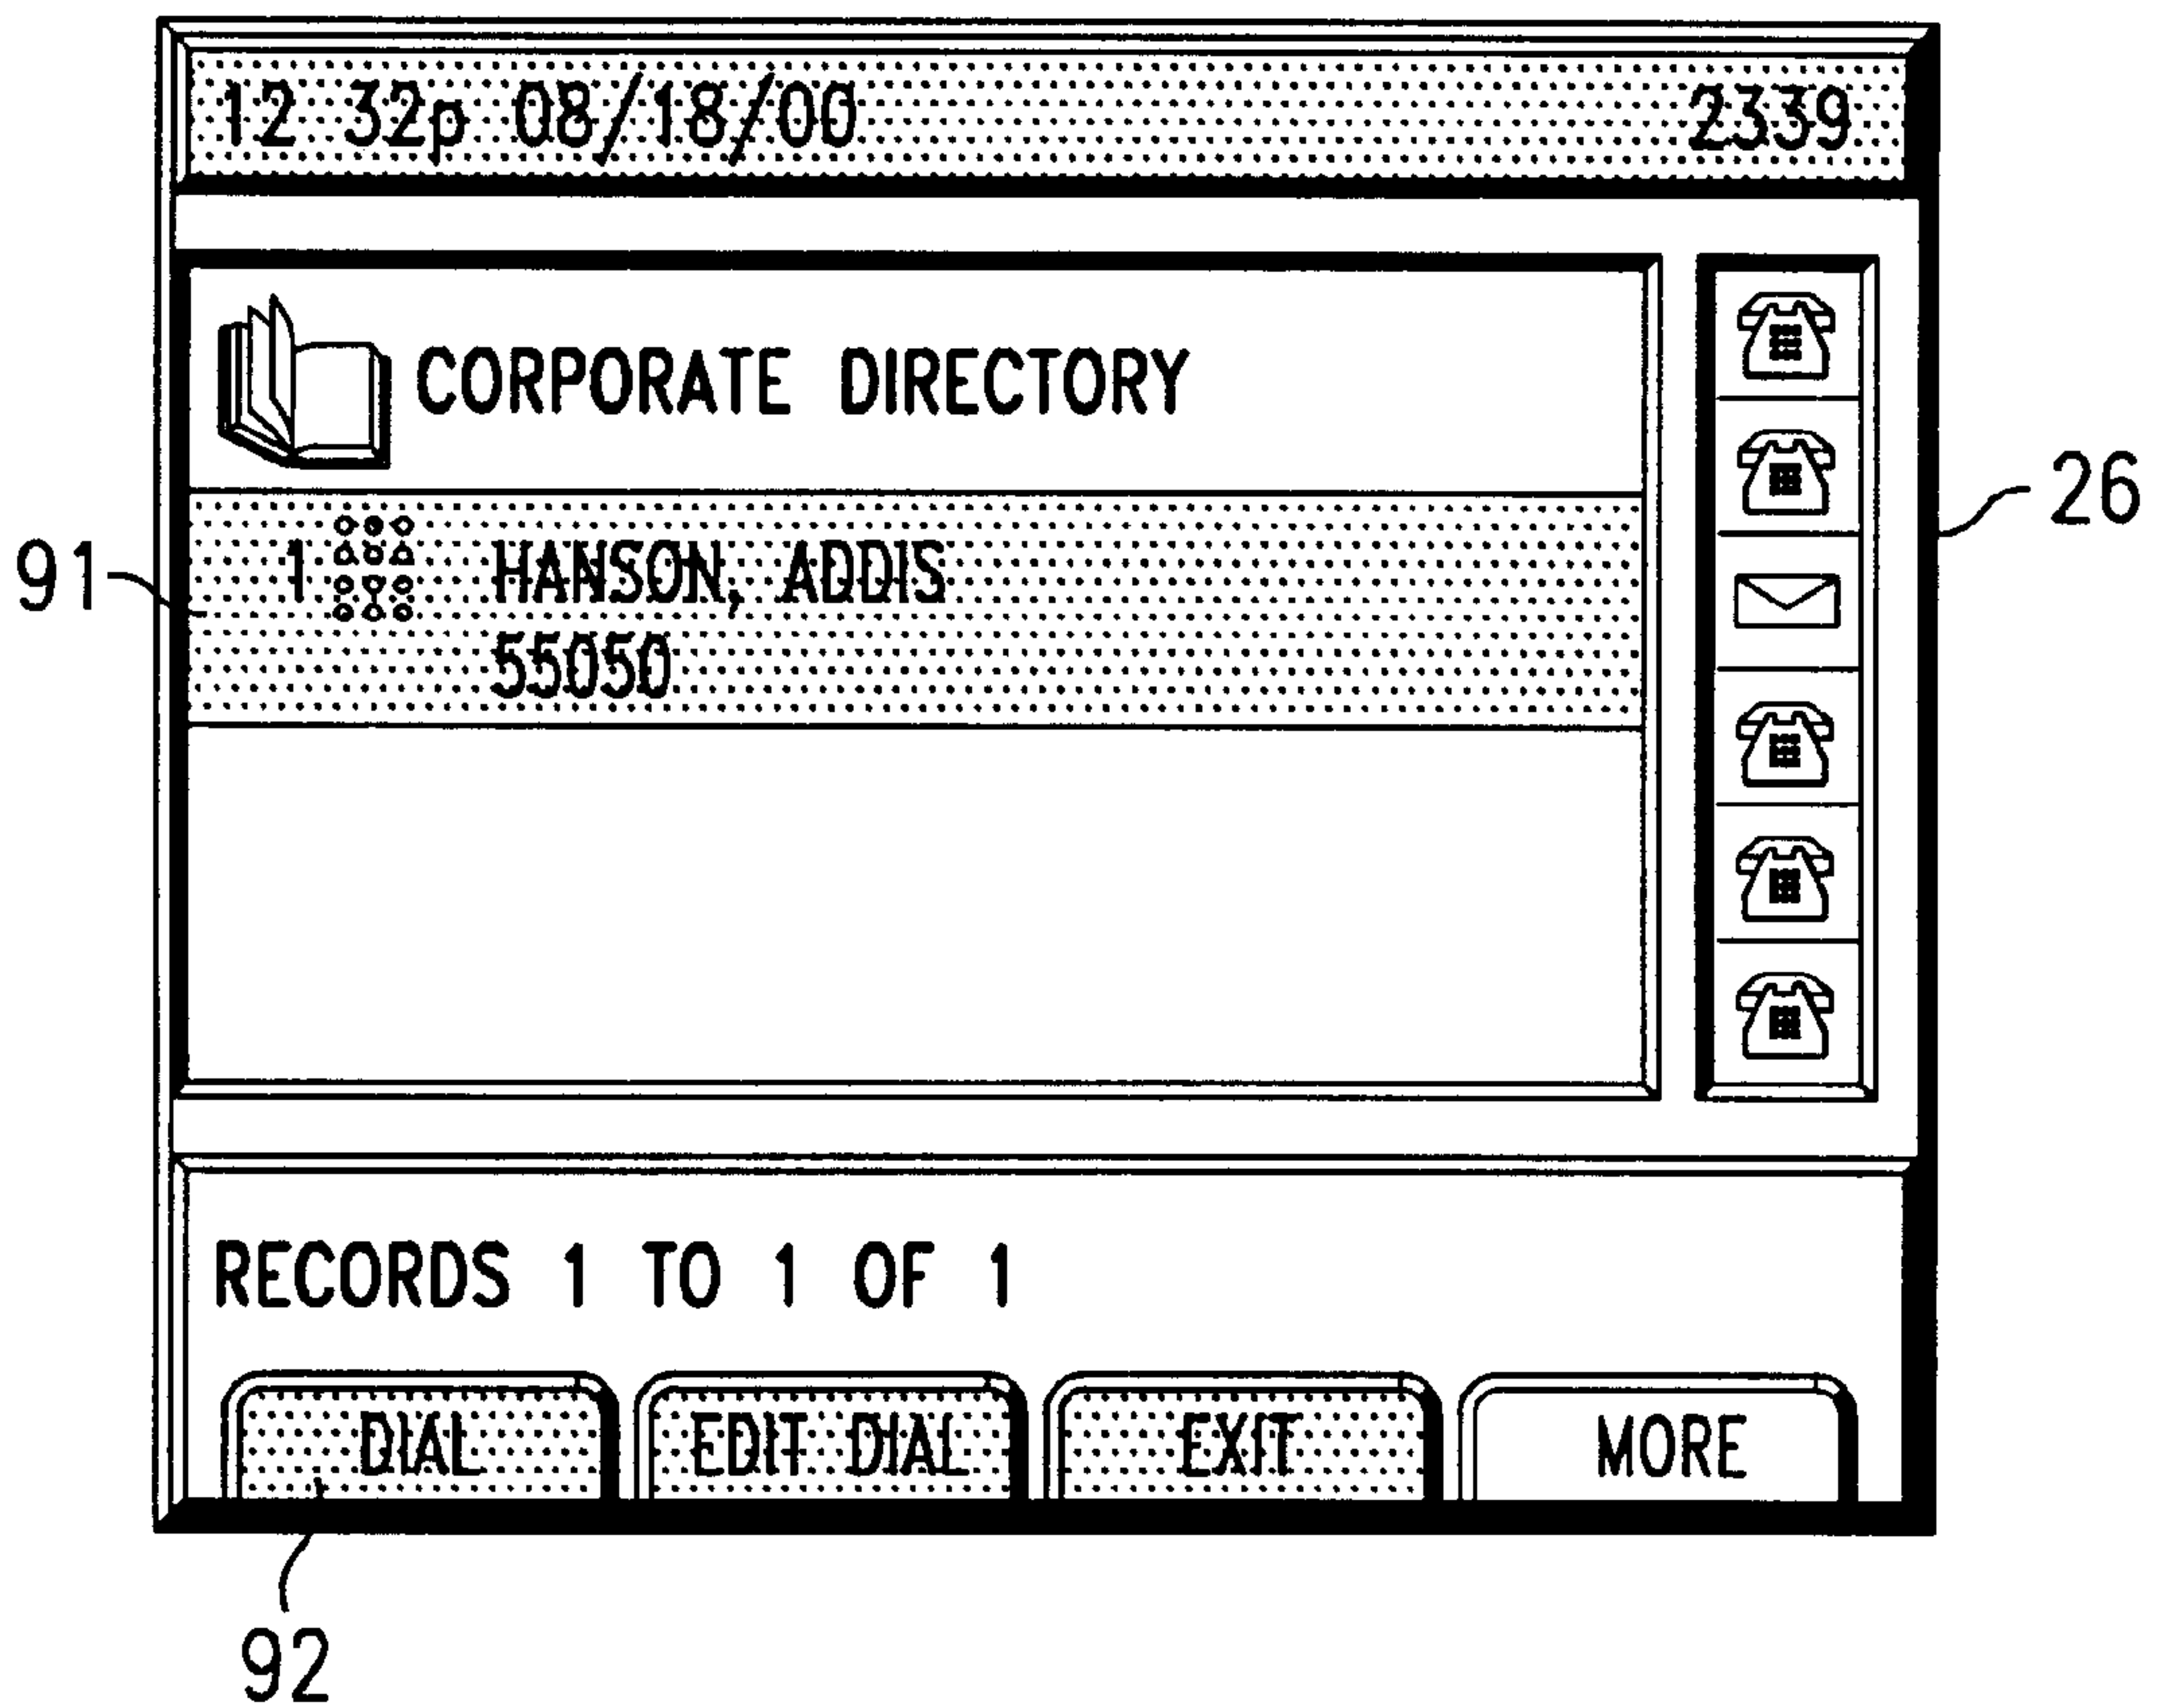 12 32p 08/18/00 2339
CORPORATE DIRECTORY
26
91
1 HANSON, ADDIS
55050
RECORDS 1 TO 1 OF 1
DIAL EDIT DIAL EXIT MORE
92